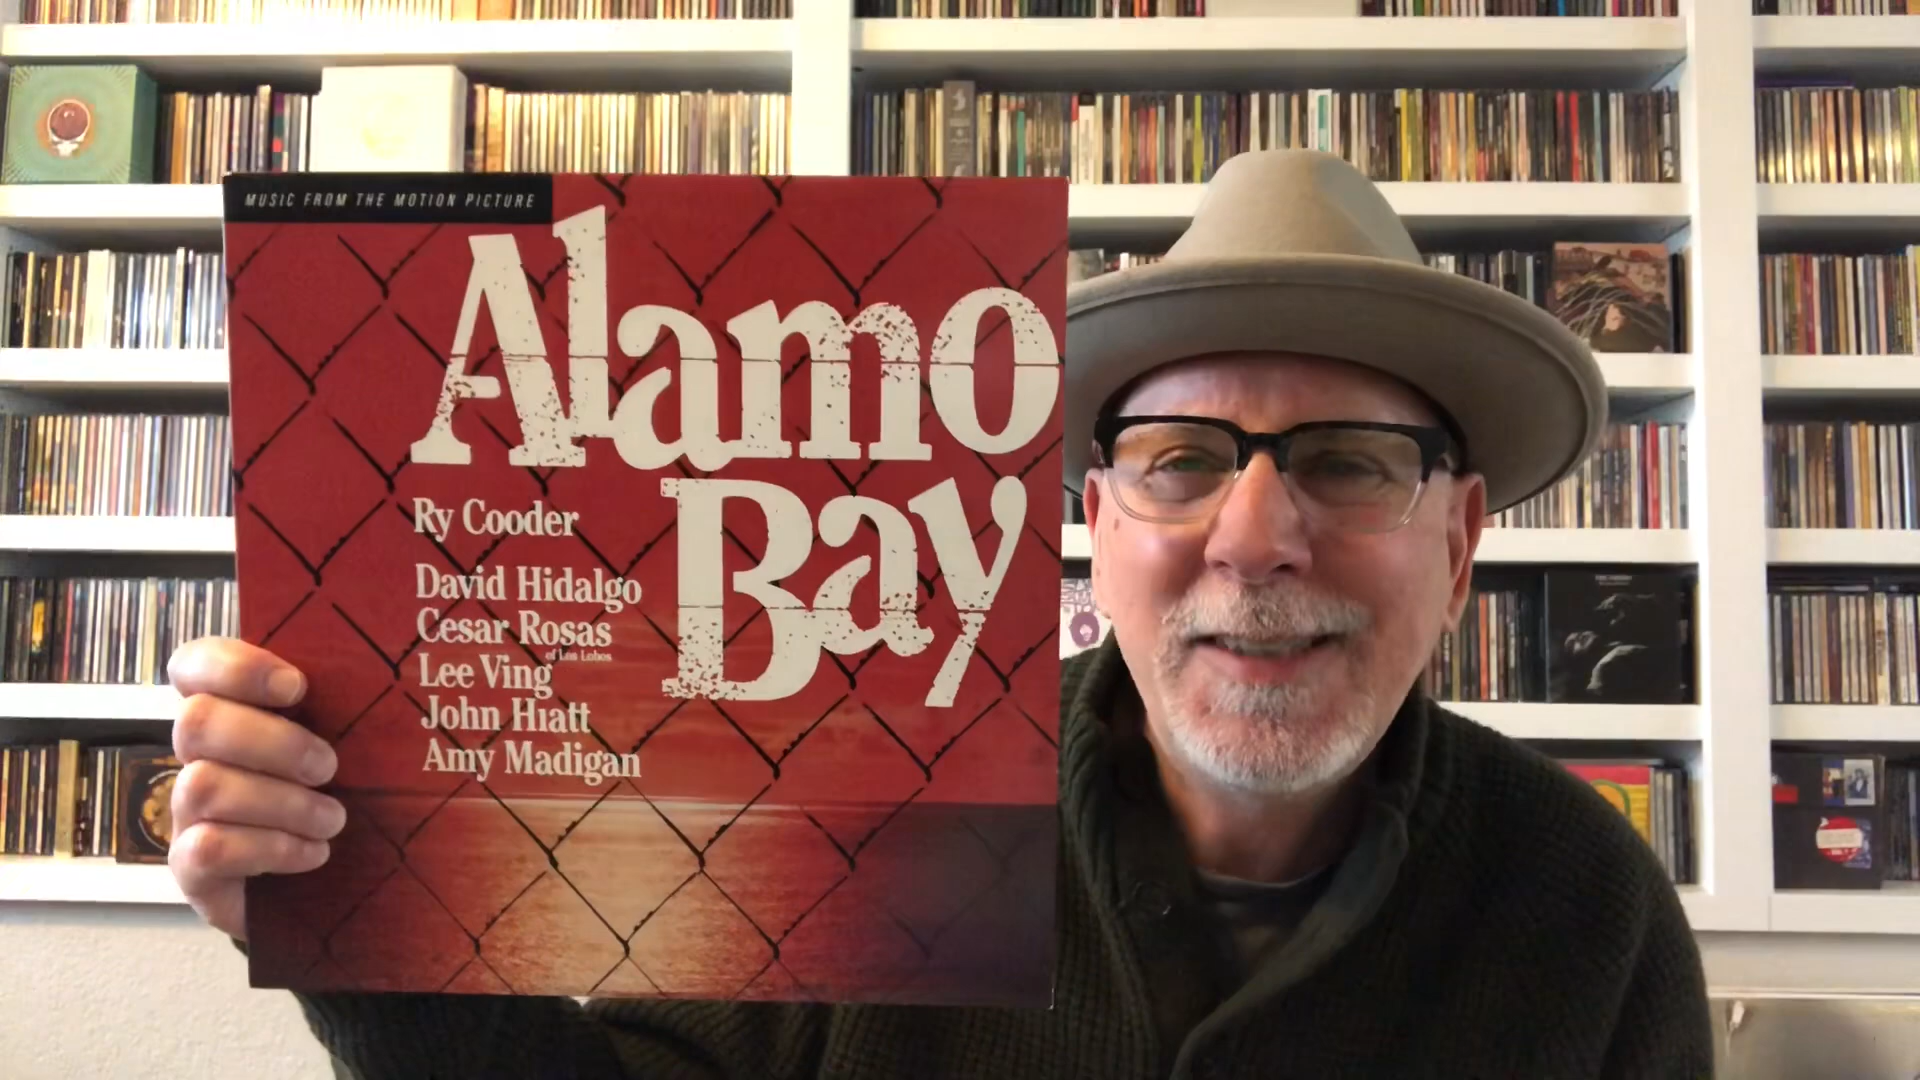 MUSIC FROM THE MOTION PICTURE
Alamo
Bay
Ry Cooder
David Hidalgo
Cesar Rosas
of Los Lobos
Lee Ving
John Hiatt
Amy Madigan